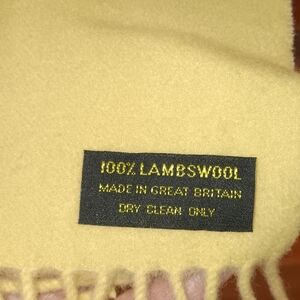 100% LAMBSWOOL
MADE IN GREAT BRITAIN
DRY CLEAN ONLY